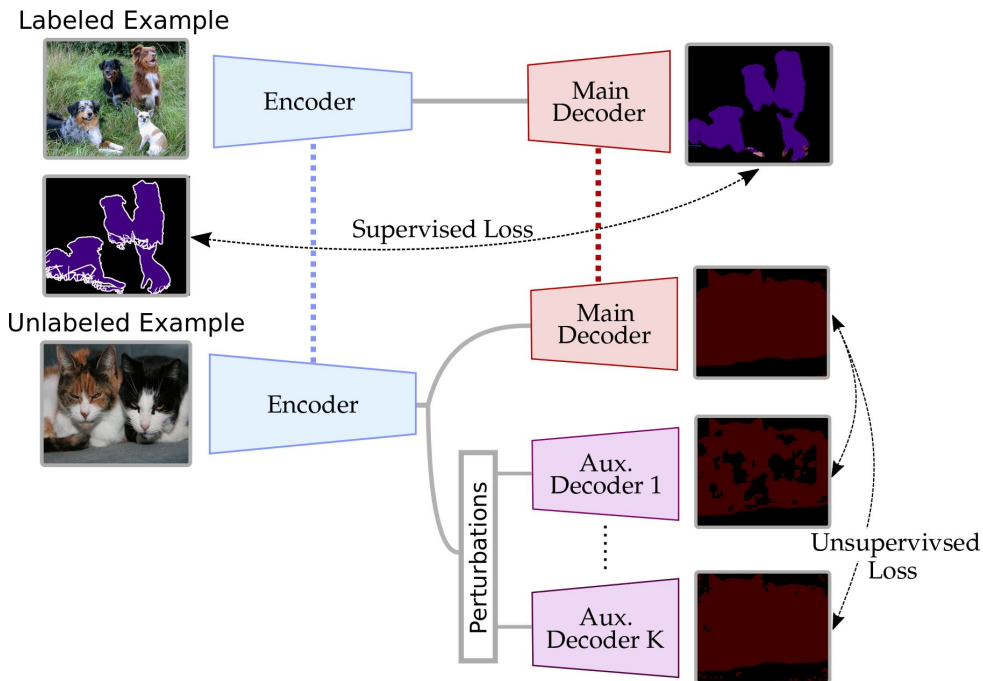 Labeled Example
Encoder
Main
Decoder
Supervised Loss
Unlabeled Example
Main
Decoder
Encoder
Perturbations
Aux.
Decoder 1
Unsupervivsed
Loss
Aux.
Decoder K